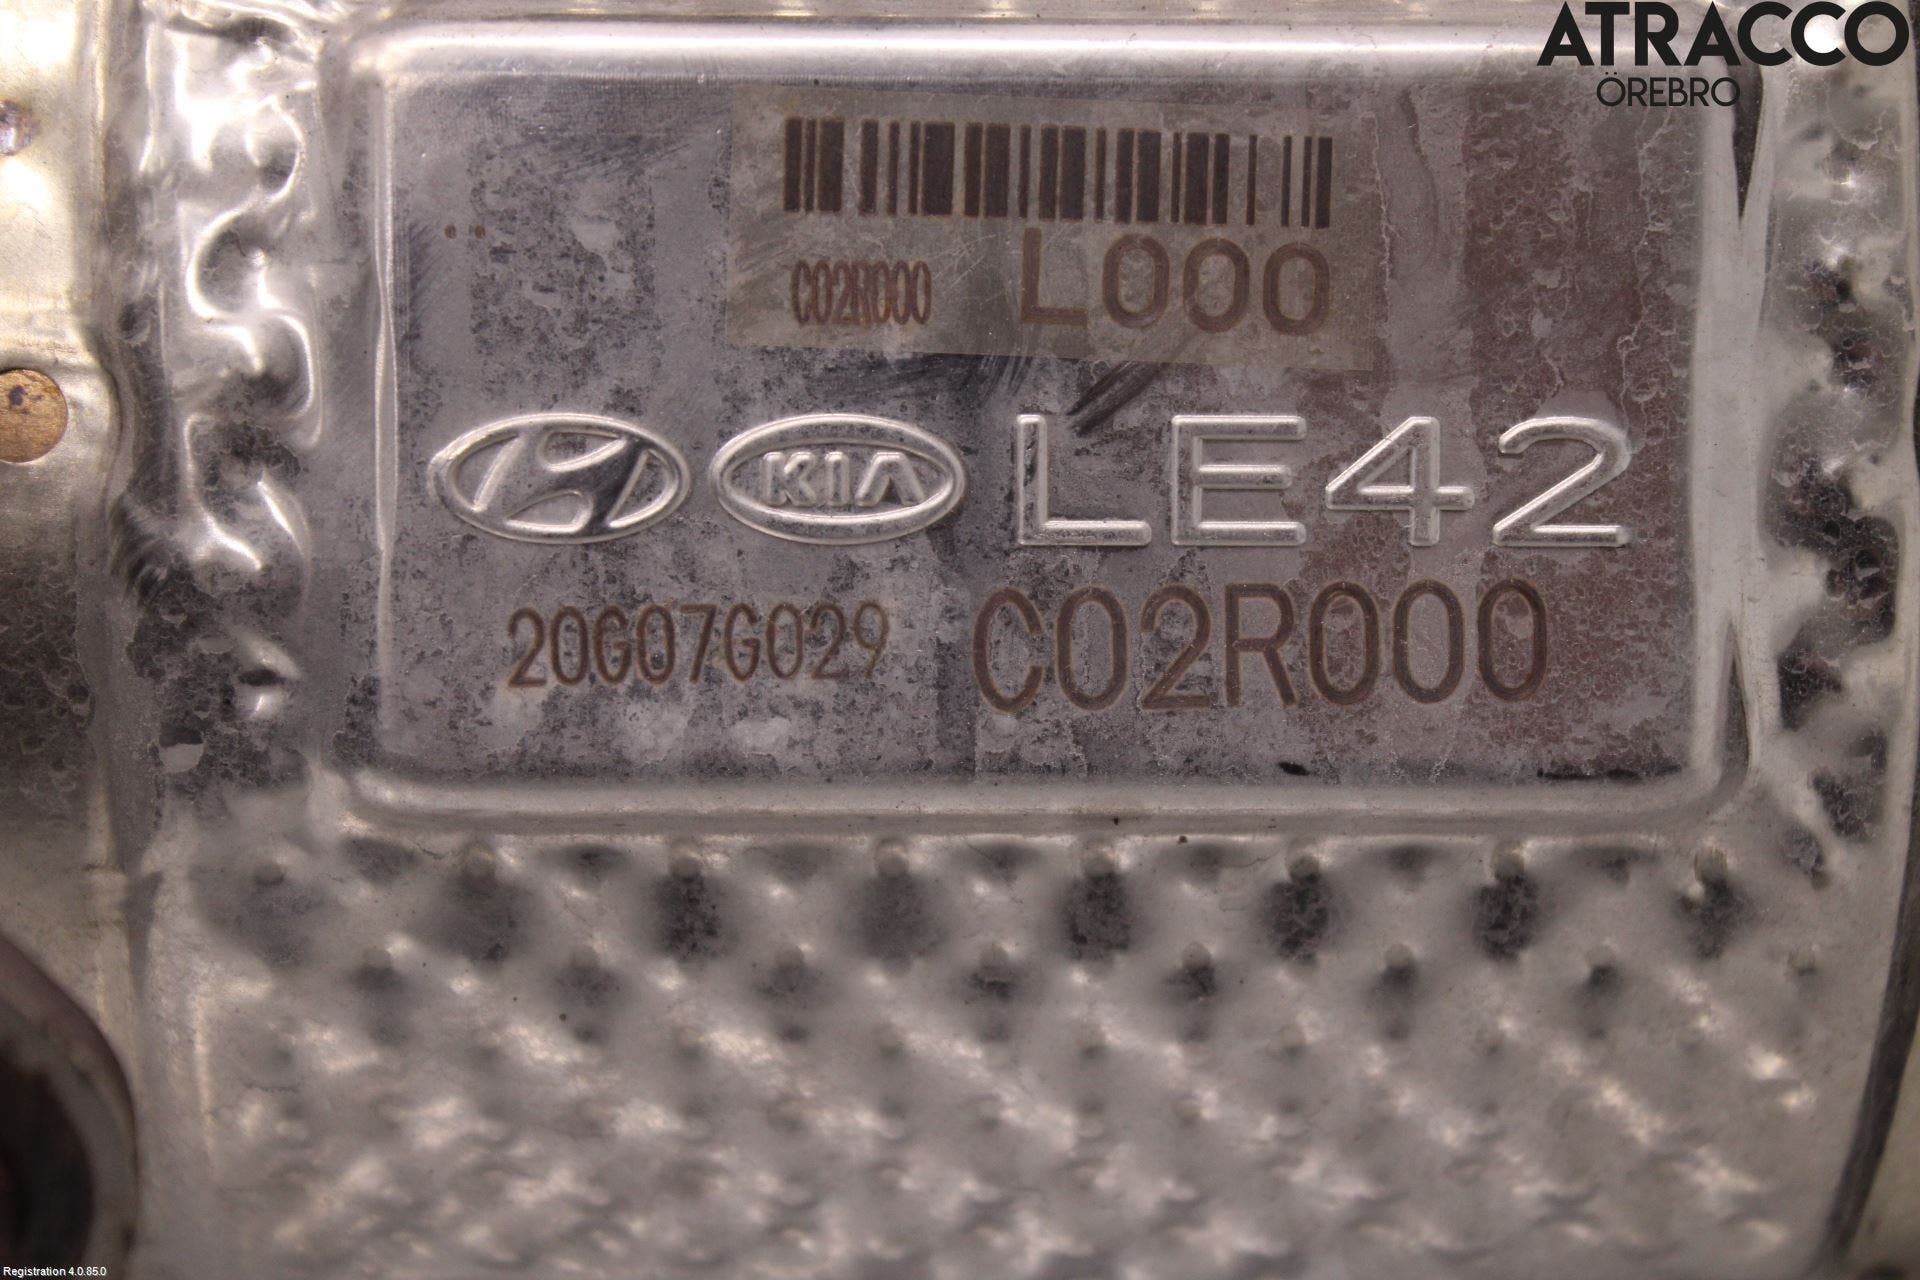 ATRACCO
ÖREBRO
C02R000 L000
KIA LE42
20G07G029 C02R000
Registration 4.0.85.0